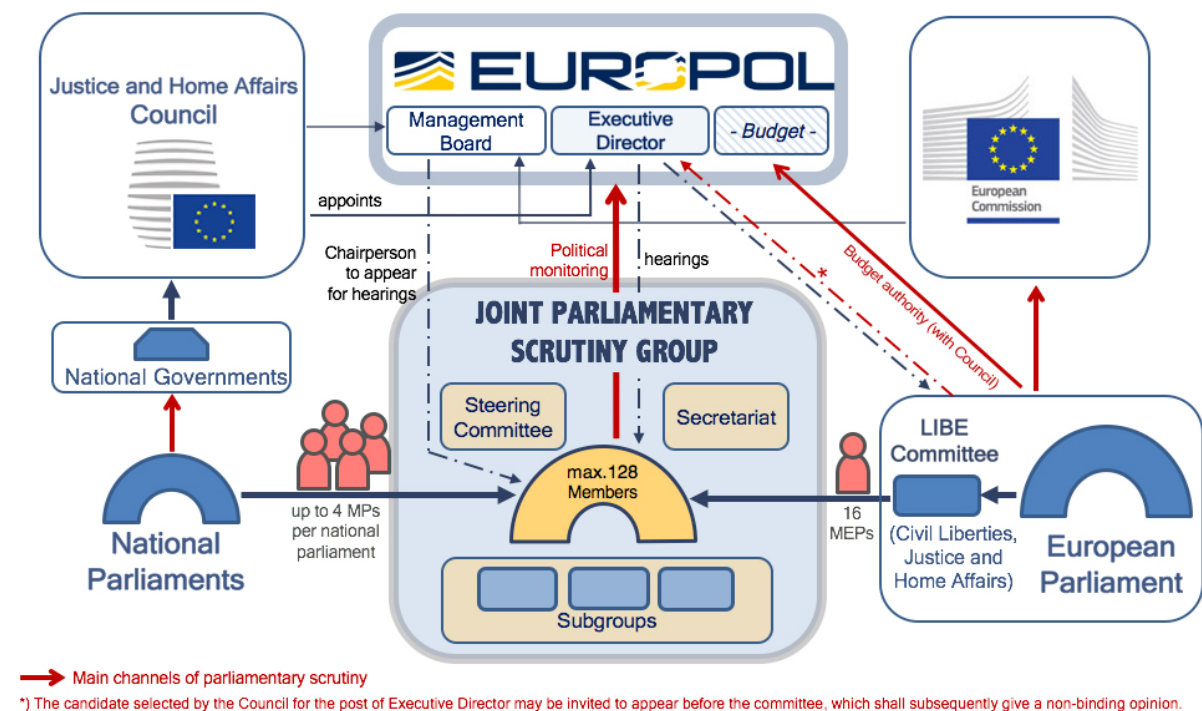 Justice and Home Affairs
Council
EUROPOL
Management
Board
Executive
Director
- Budget -
European
Commission
appoints
Chairperson
to appear
for hearings
Political
monitoring
hearings
*
Budget authority (with Council)
National Governments
JOINT PARLIAMENTARY
SCRUTINY GROUP
Steering
Committee
Secretariat
max.128
Members
up to 4 MPs
per national
parliament
National
Parliaments
16
MEPs
LIBE
Committee
(Civil Liberties,
Justice and
Home Affairs)
European
Parliament
Subgroups
Main channels of parliamentary scrutiny
*) The candidate selected by the Council for the post of Executive Director may be invited to appear before the committee, which shall subsequently give a non-binding opinion.